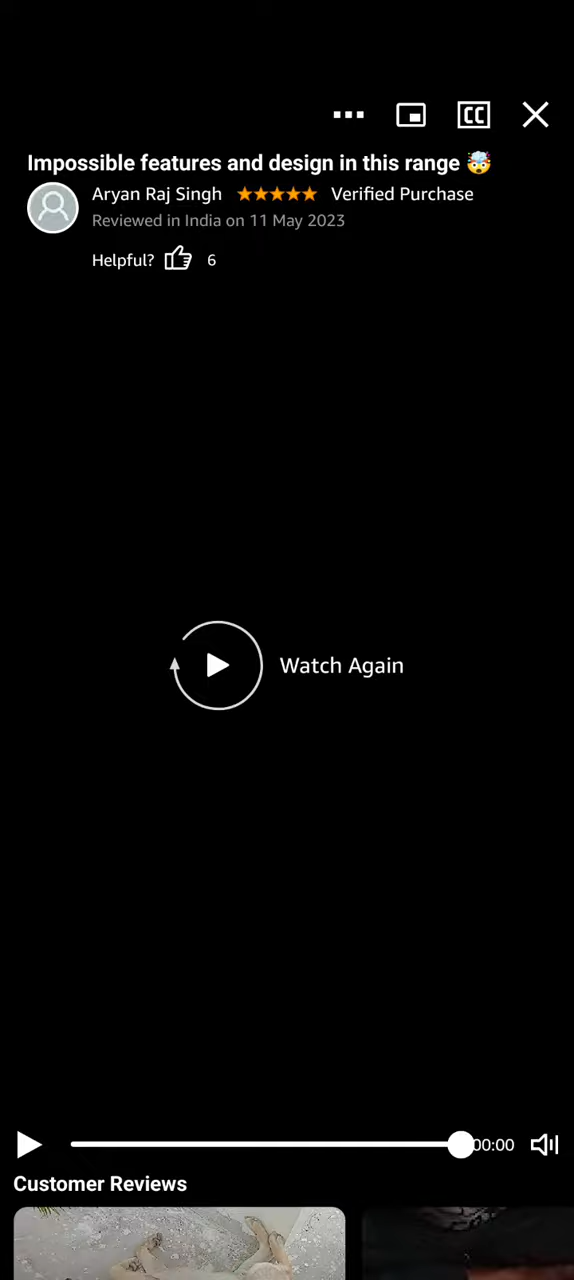 CC
Impossible features and design in this range 🤯
Aryan Raj Singh ★★★★★ Verified Purchase
Reviewed in India on 11 May 2023
Helpful? 6
Watch Again
00:00
Customer Reviews